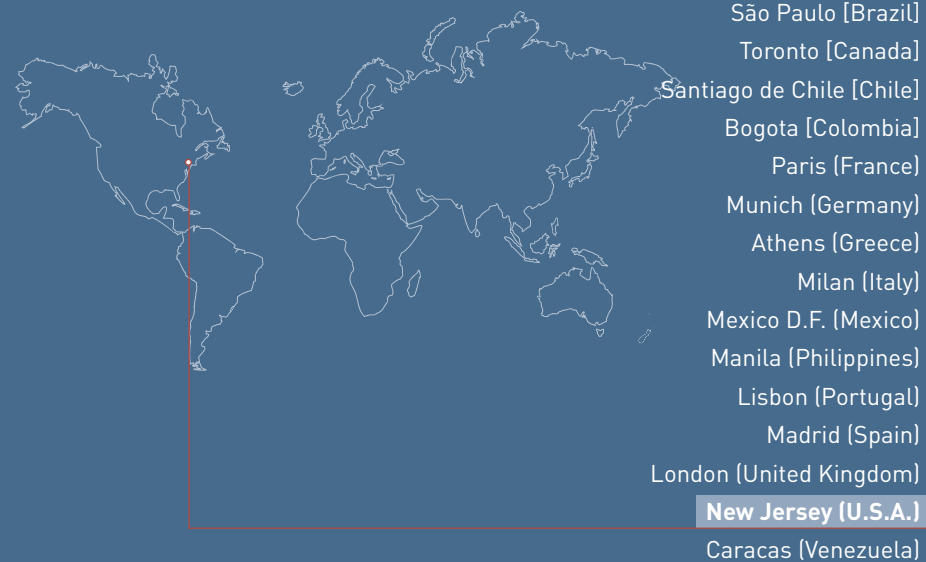 São Paulo [Brazil]
Toronto [Canada]
Santiago de Chile [Chile]
Bogota [Colombia]
Paris (France)
Munich (Germany)
Athens (Greece)
Milan (Italy)
Mexico D.F. (Mexico)
Manila (Philippines)
Lisbon (Portugal)
Madrid (Spain)
London (United Kingdom)
New Jersey (U.S.A.)
Caracas (Venezuela)